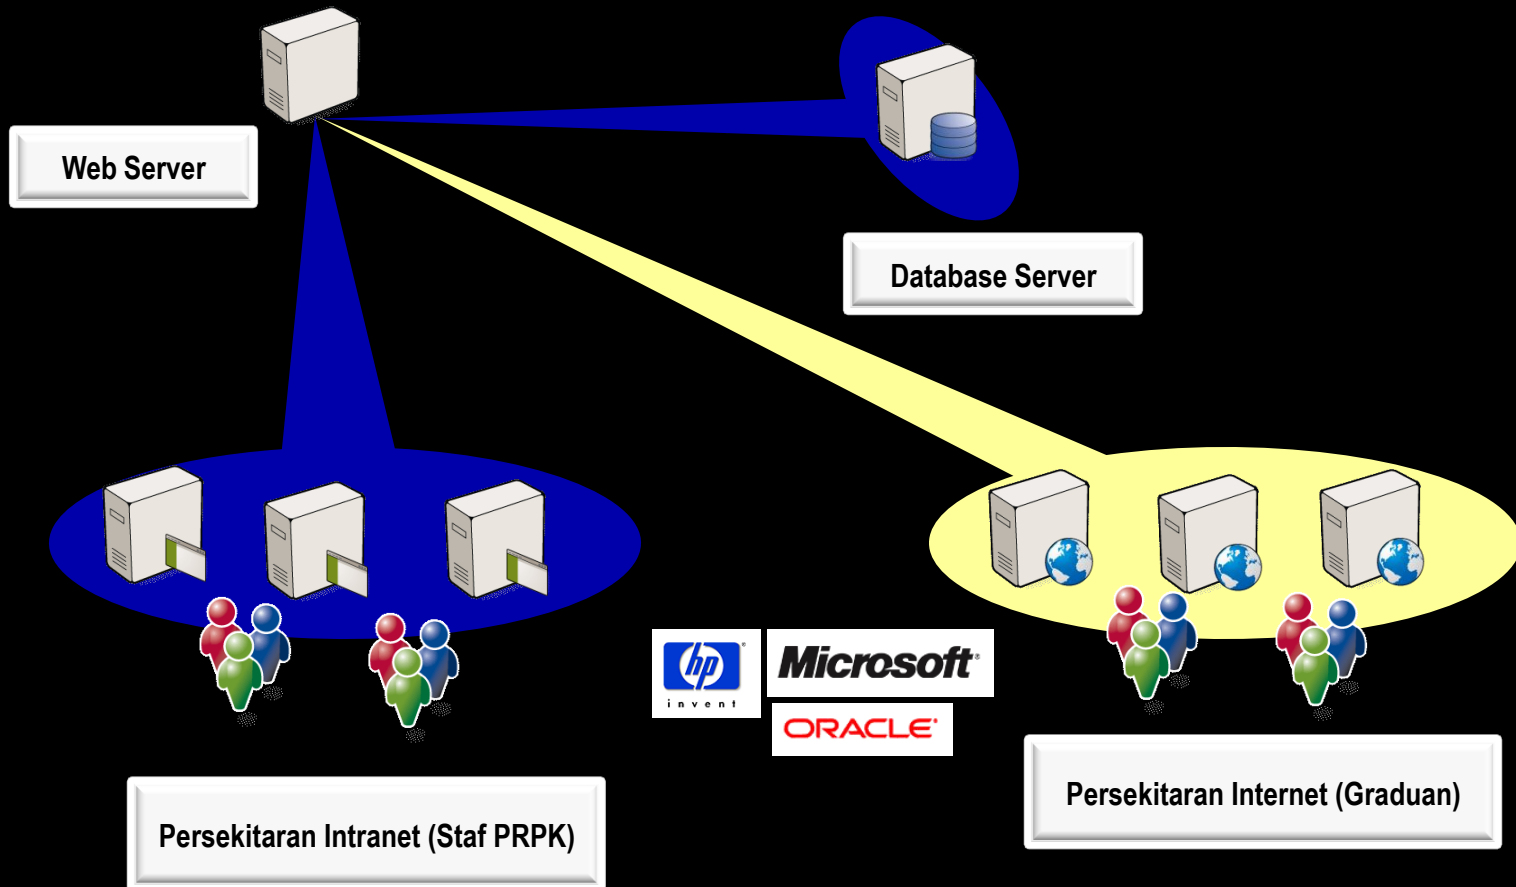 Web Server
Database Server
hp
invent
Microsoft
ORACLE
Persekitaran Internet (Graduan)
Persekitaran Intranet (Staf PRPK)